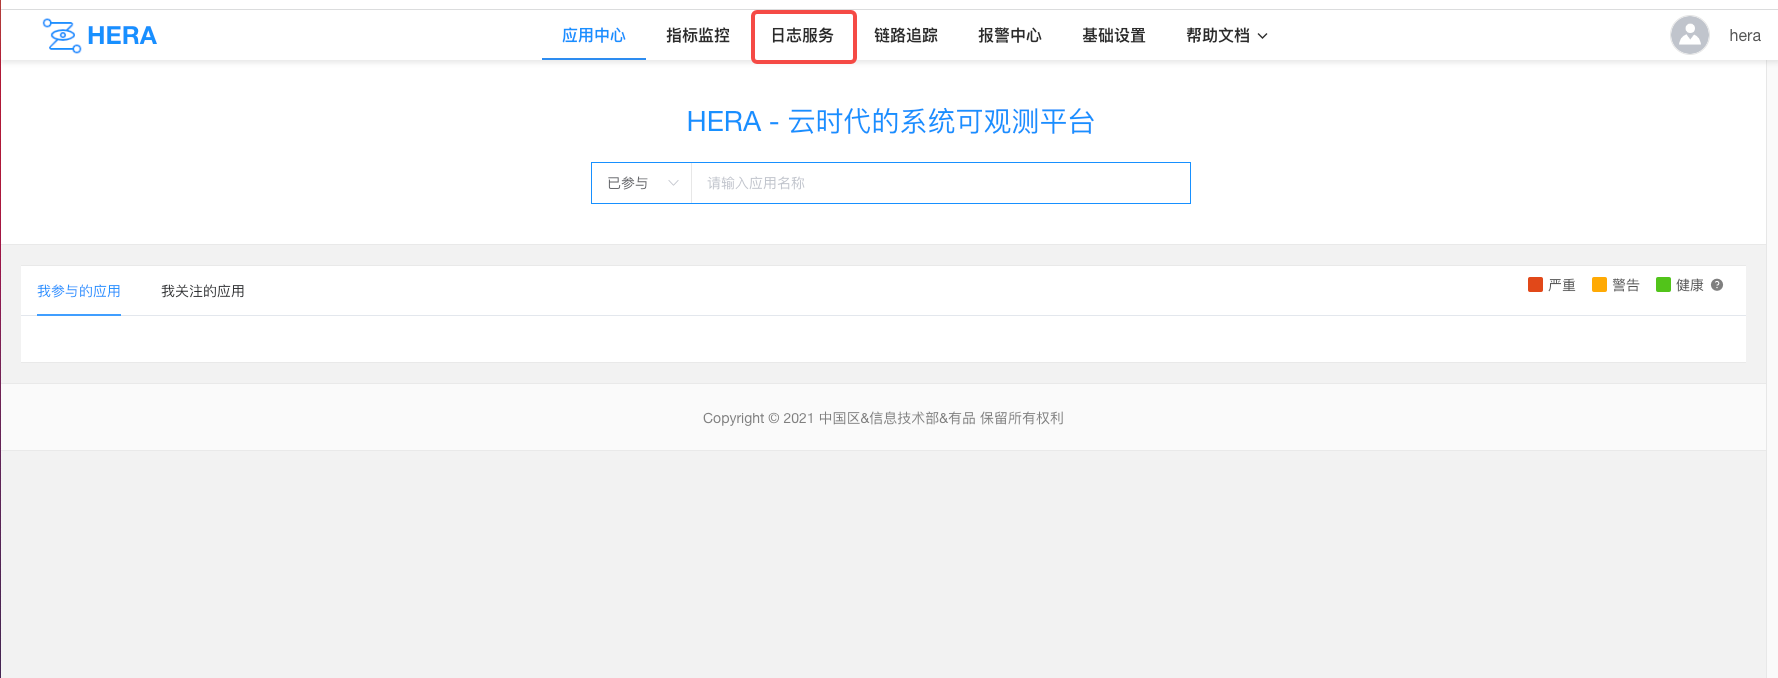 HERA 应用中心 指标监控 日志服务 链路追踪 报警中心 基础设置 帮助文档 hera
HERA - 云时代的系统可观测平台
已参与 请输入应用名称
我参与的应用 我关注的应用 严重 警告 健康 ?
Copyright © 2021 中国区&信息技术部&有品 保留所有权利